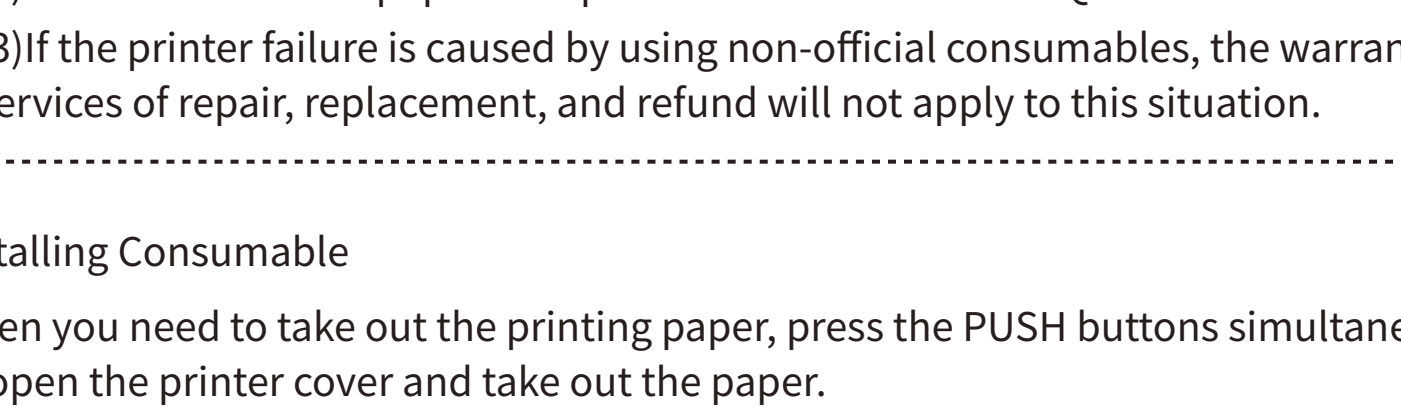 3)If the printer failure is caused by using non-official consumables, the warran
ervices of repair, replacement, and refund will not apply to this situation.
talling Consumable
en you need to take out the printing paper, press the PUSH buttons simultane
open the printer cover and take out the paper.